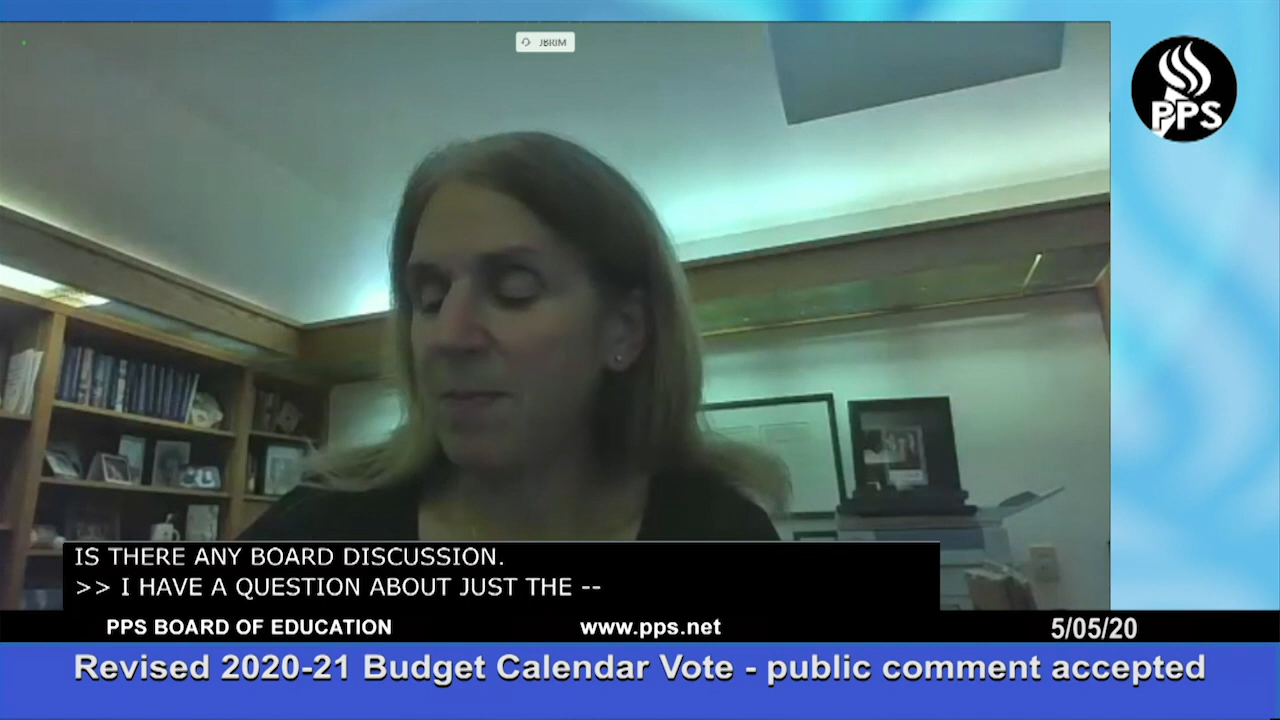 JBRIM
PPS
IS THERE ANY BOARD DISCUSSION.
>> I HAVE A QUESTION ABOUT JUST THE --
PPS BOARD OF EDUCATION www.pps.net 5/05/20
Revised 2020-21 Budget Calendar Vote - public comment accepted